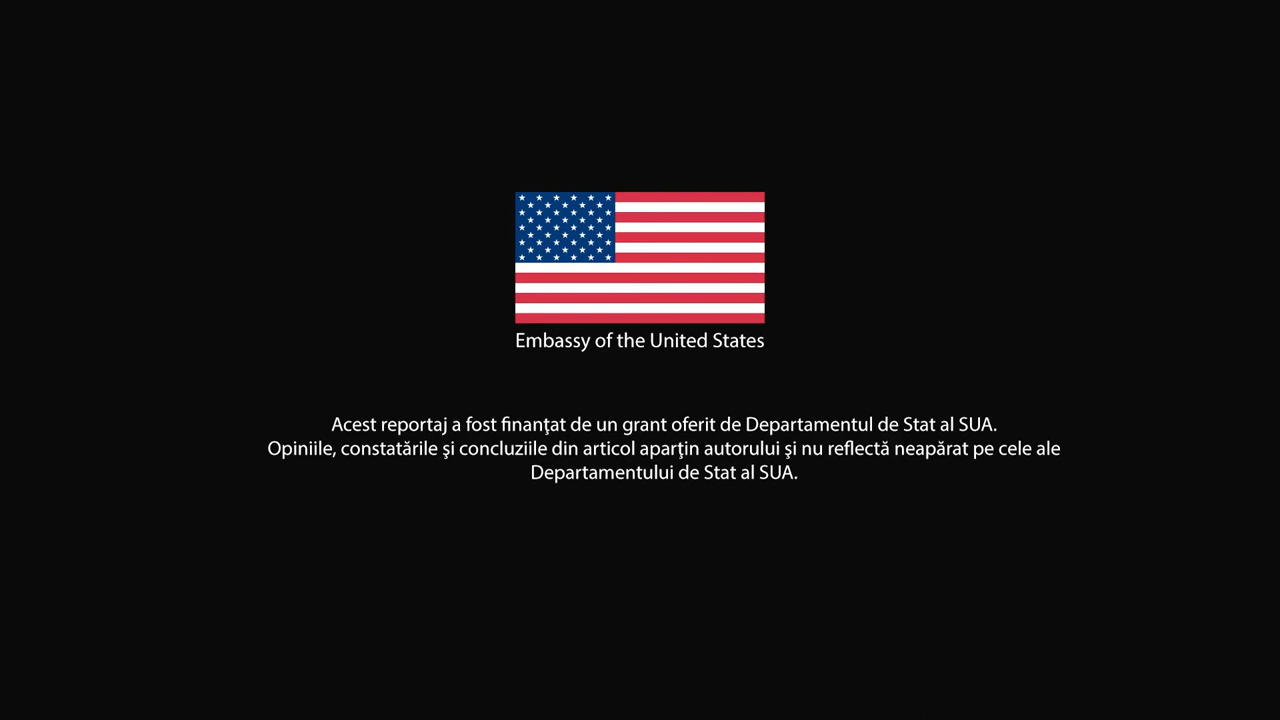 Embassy of the United States
Acest reportaj a fost finanţat de un grant oferit de Departamentul de Stat al SUA.
Opiniile, constatările şi concluziile din articol aparţin autorului şi nu reflectă neapărat pe cele ale
Departamentului de Stat al SUA.